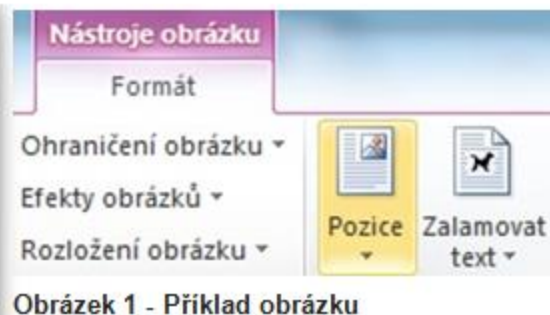 Nástroje obrázku
Formát
Ohraničení obrázku
Efekty obrázků
Rozložení obrázku
Pozice
Zalamovat
text
Obrázek 1 - Příklad obrázku